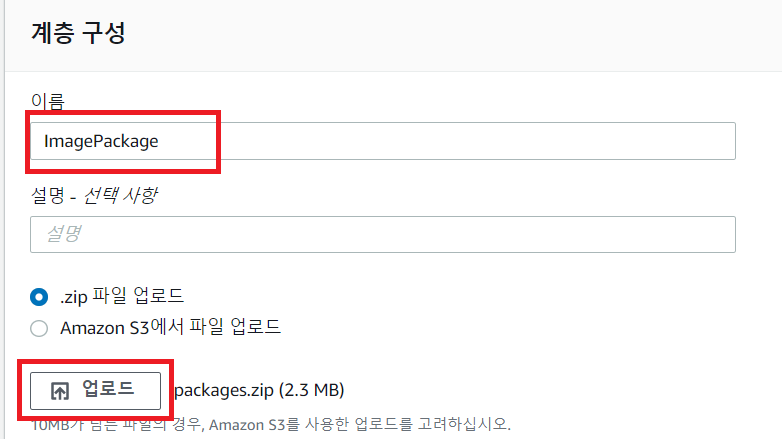 계층 구성
이름
ImagePackage
설명 - 선택 사항
설명
.zip 파일 업로드
Amazon S3에서 파일 업로드
업로드 packages.zip (2.3 MB)
10MB가 넘는 파일의 경우, Amazon S3를 사용한 업로드를 고려하십시오.